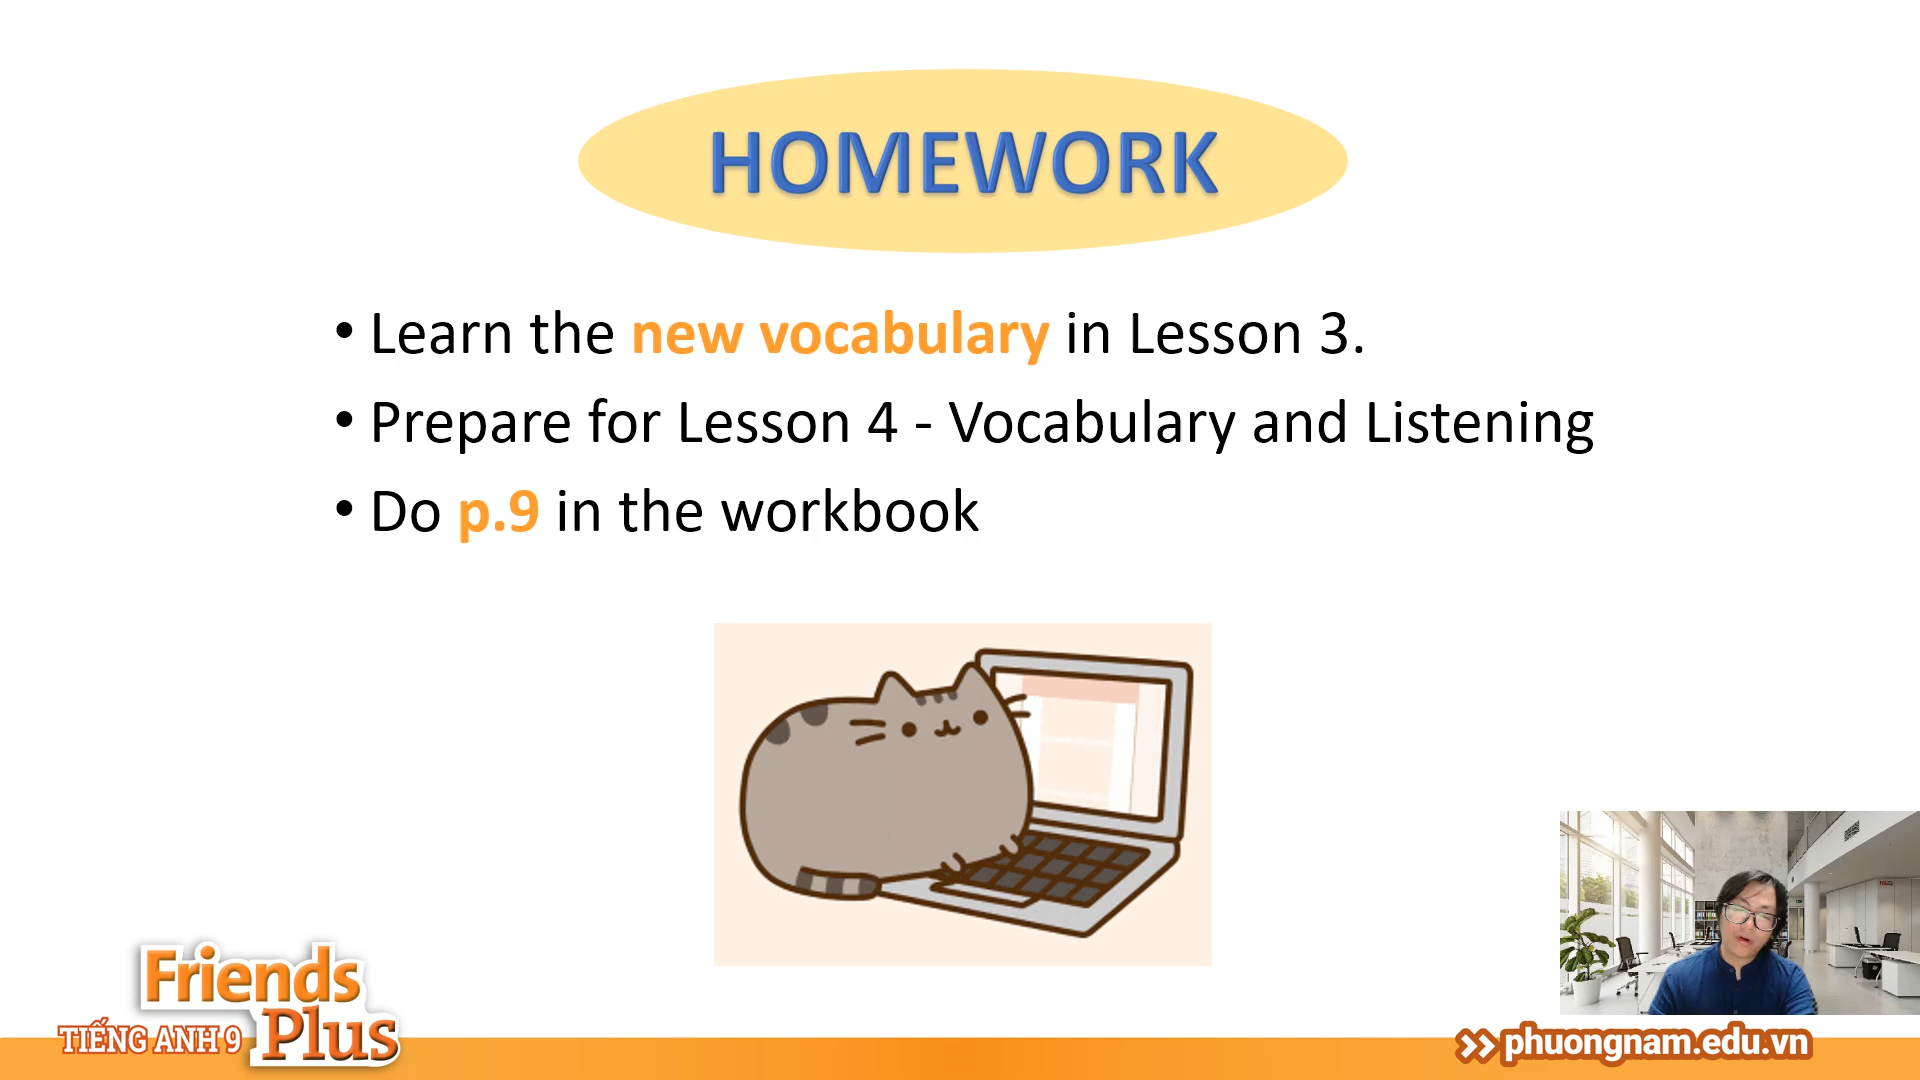 HOMEWORK
• Learn the new vocabulary in Lesson 3.
• Prepare for Lesson 4 - Vocabulary and Listening
• Do p.9 in the workbook
Friends
Plus
TIẾNG ANH 9
>> phuongnam.edu.vn